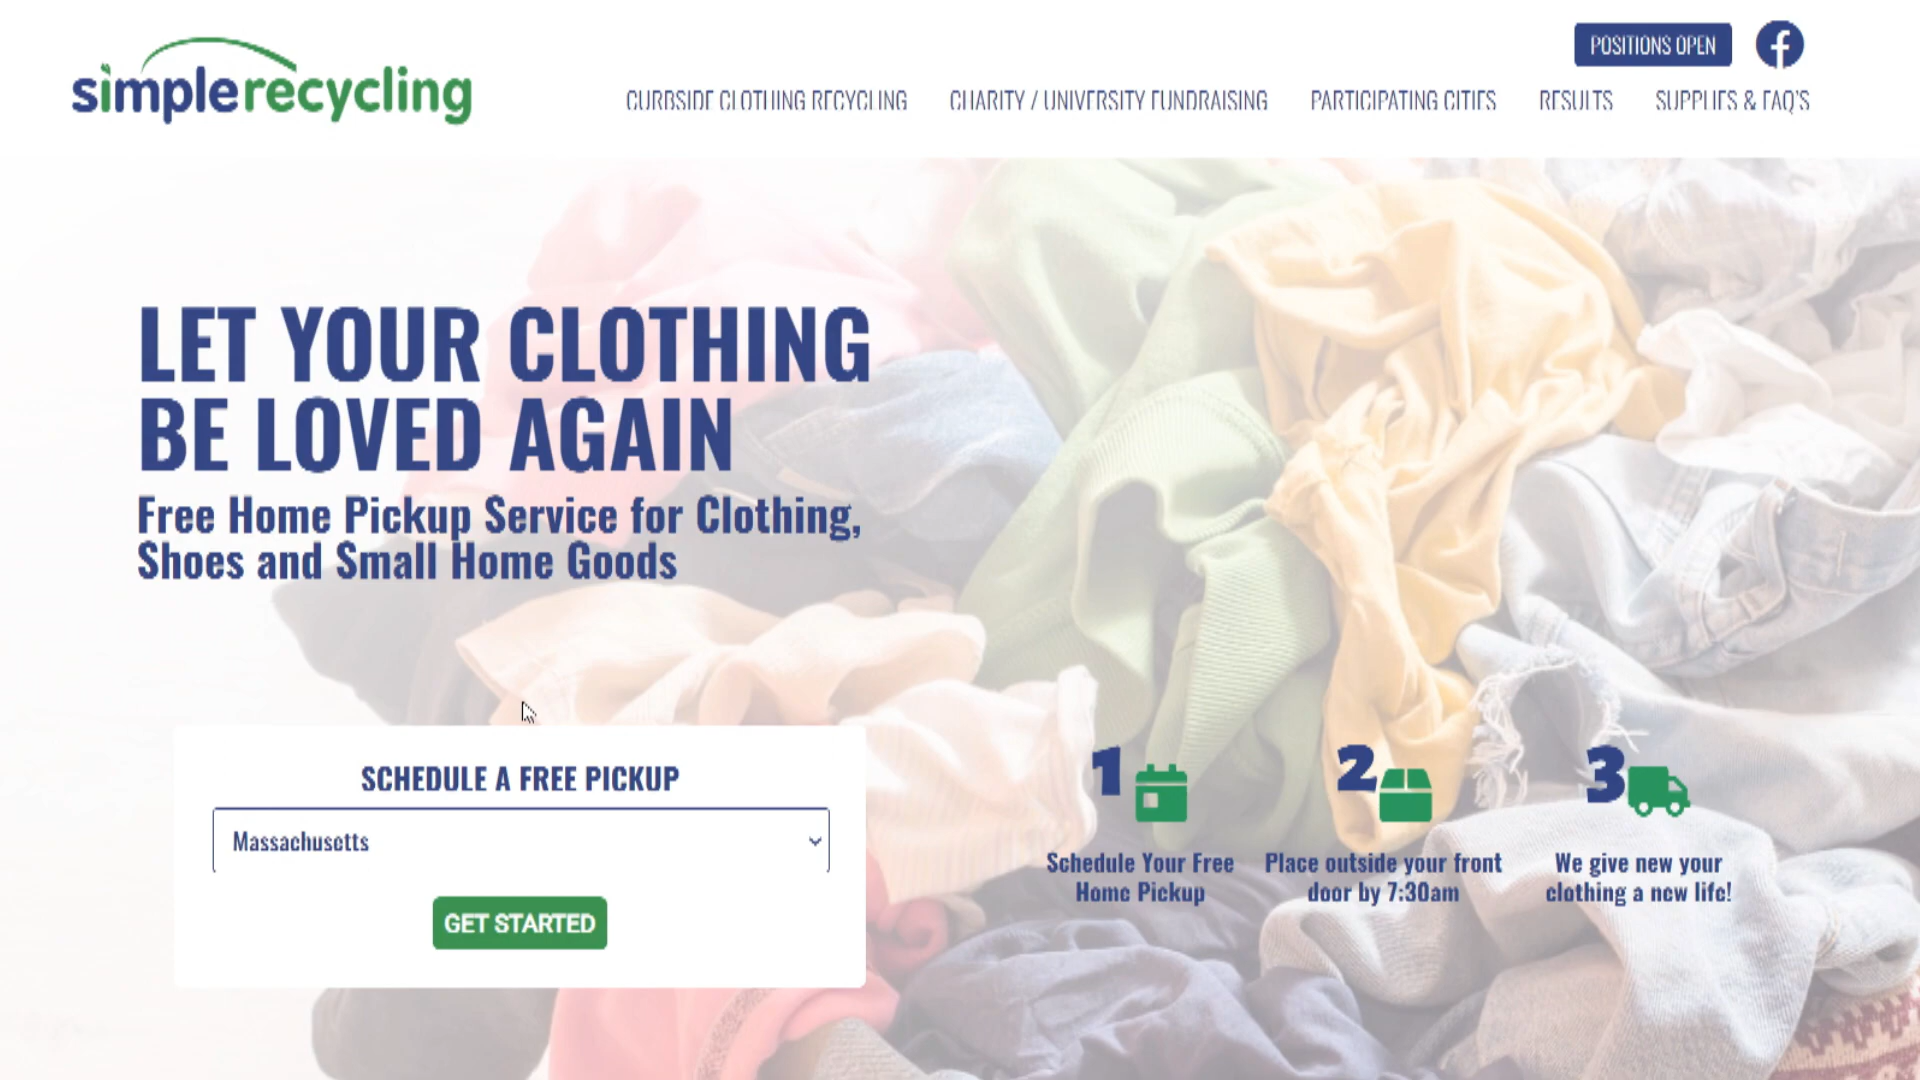 POSITIONS OPEN
simplerecycling
CURBSIDE CLOTHING RECYCLING
CHARITY / UNIVERSITY FUNDRAISING
PARTICIPATING CITIES
RESULTS
SUPPLIES & FAQ'S
LET YOUR CLOTHING
BE LOVED AGAIN
Free Home Pickup Service for Clothing,
Shoes and Small Home Goods
SCHEDULE A FREE PICKUP
Massachusetts
GET STARTED
1
Schedule Your Free
Home Pickup
2
Place outside your front
door by 7:30am
3
We give new your
clothing a new life!